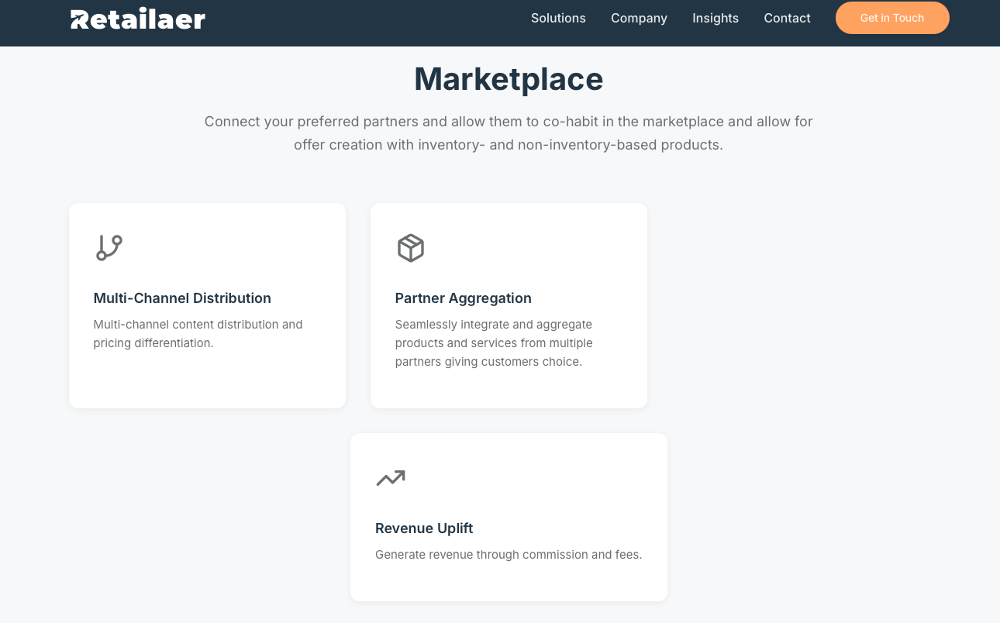 Retailaer
Solutions
Company
Insights
Contact
Get in Touch
Marketplace
Connect your preferred partners and allow them to co-habit in the marketplace and allow for
offer creation with inventory- and non-inventory-based products.
Multi-Channel Distribution
Multi-channel content distribution and
pricing differentiation.
Partner Aggregation
Seamlessly integrate and aggregate
products and services from multiple
partners giving customers choice.
Revenue Uplift
Generate revenue through commission and fees.